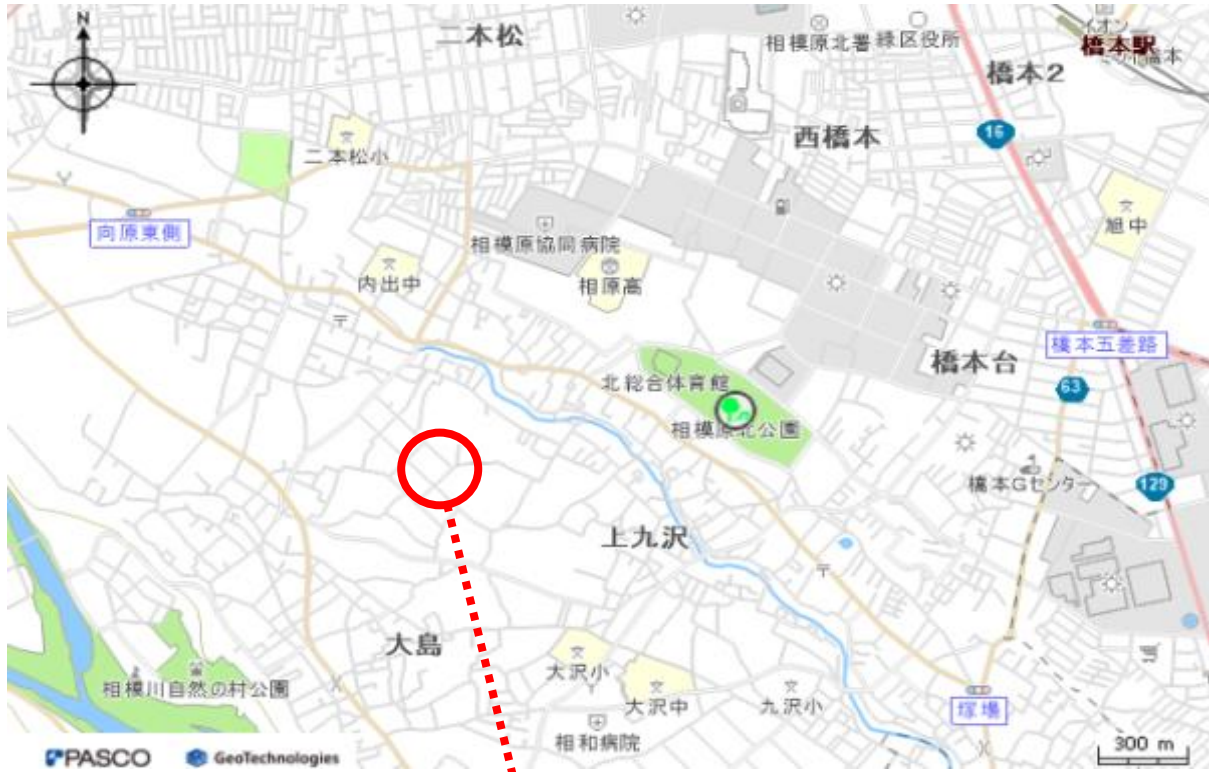 N
二本松
相模原北署
緑区役所
イオン
橋本駅
橋本2
16
西橋本
二本松小
旭中
向原東側
相模原協同病院
内出中
相原高
橋本五差路
北総合体育館
橋本台
63
相模原北公園
橋本Gセンター
129
上九沢
大島
大沢小
相模川自然の村公園
大沢中
九沢小
塚場
相和病院
300 m
PASCO
GeoTechnologies